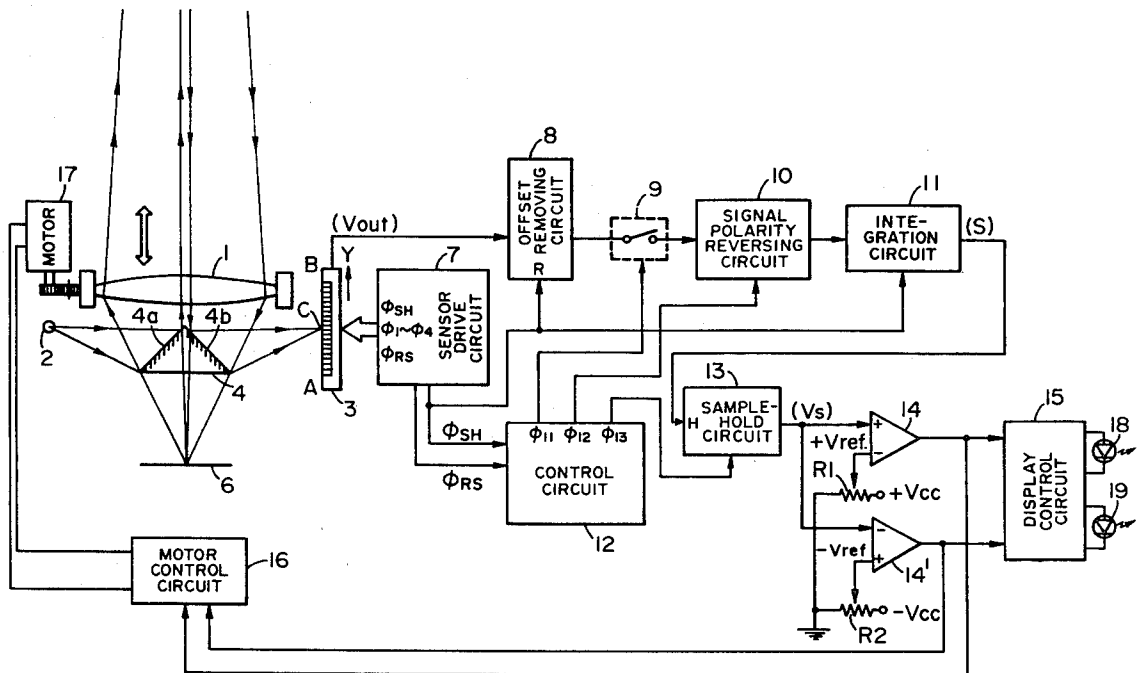 17
MOTOR
1
4a
4b
2
4
6
(Vout)
B
Y
C
A
3
7
ΦSH
Φ1~Φ4
ΦRS
SENSOR
DRIVE
CIRCUIT
8
OFFSET
REMOVING
CIRCUIT
R
9
10
SIGNAL
POLARITY
REVERSING
CIRCUIT
11
INTE-
GRATION
CIRCUIT
(S)
ΦSH
ΦRS
Φ11 Φ12 Φ13
CONTROL
CIRCUIT
12
13
H
SAMPLE-
HOLD
CIRCUIT
(Vs)
14
+
-
+Vref.
R1
+Vcc
-
+
-Vref
14'
-Vcc
R2
15
DISPLAY
CONTROL
CIRCUIT
18
19
MOTOR
CONTROL
CIRCUIT
16